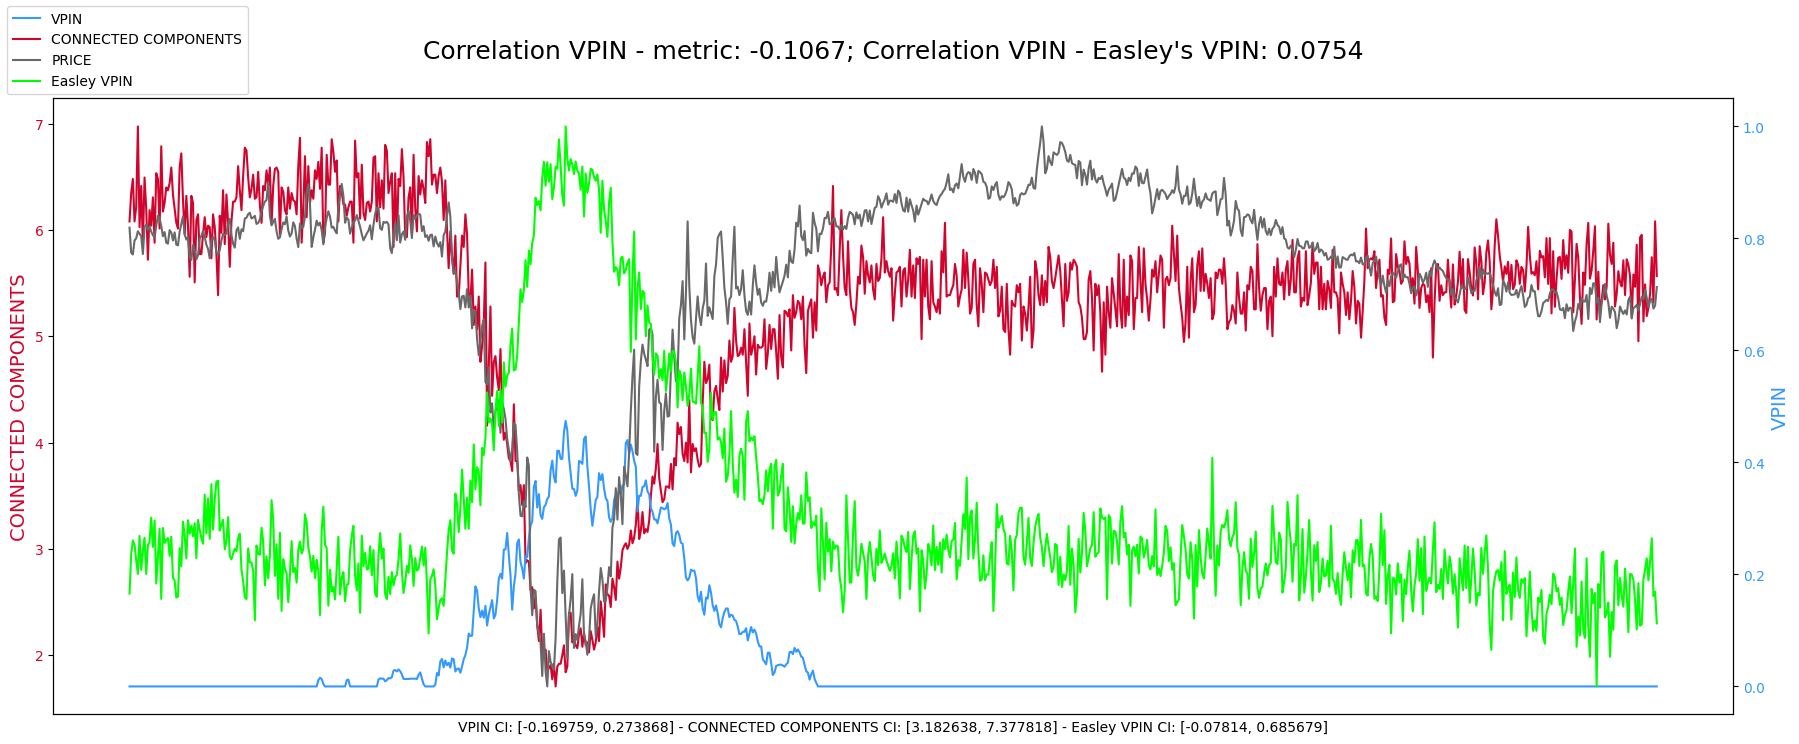 VPIN
CONNECTED COMPONENTS
PRICE
Easley VPIN
Correlation VPIN - metric: -0.1067; Correlation VPIN - Easley's VPIN: 0.0754
CONNECTED COMPONENTS
7
6
5
4
3
2
1.0
0.8
0.6
0.4
0.2
0.0
VPIN
VPIN CI: [-0.169759, 0.273868] - CONNECTED COMPONENTS CI: [3.182638, 7.377818] - Easley VPIN CI: [-0.07814, 0.685679]